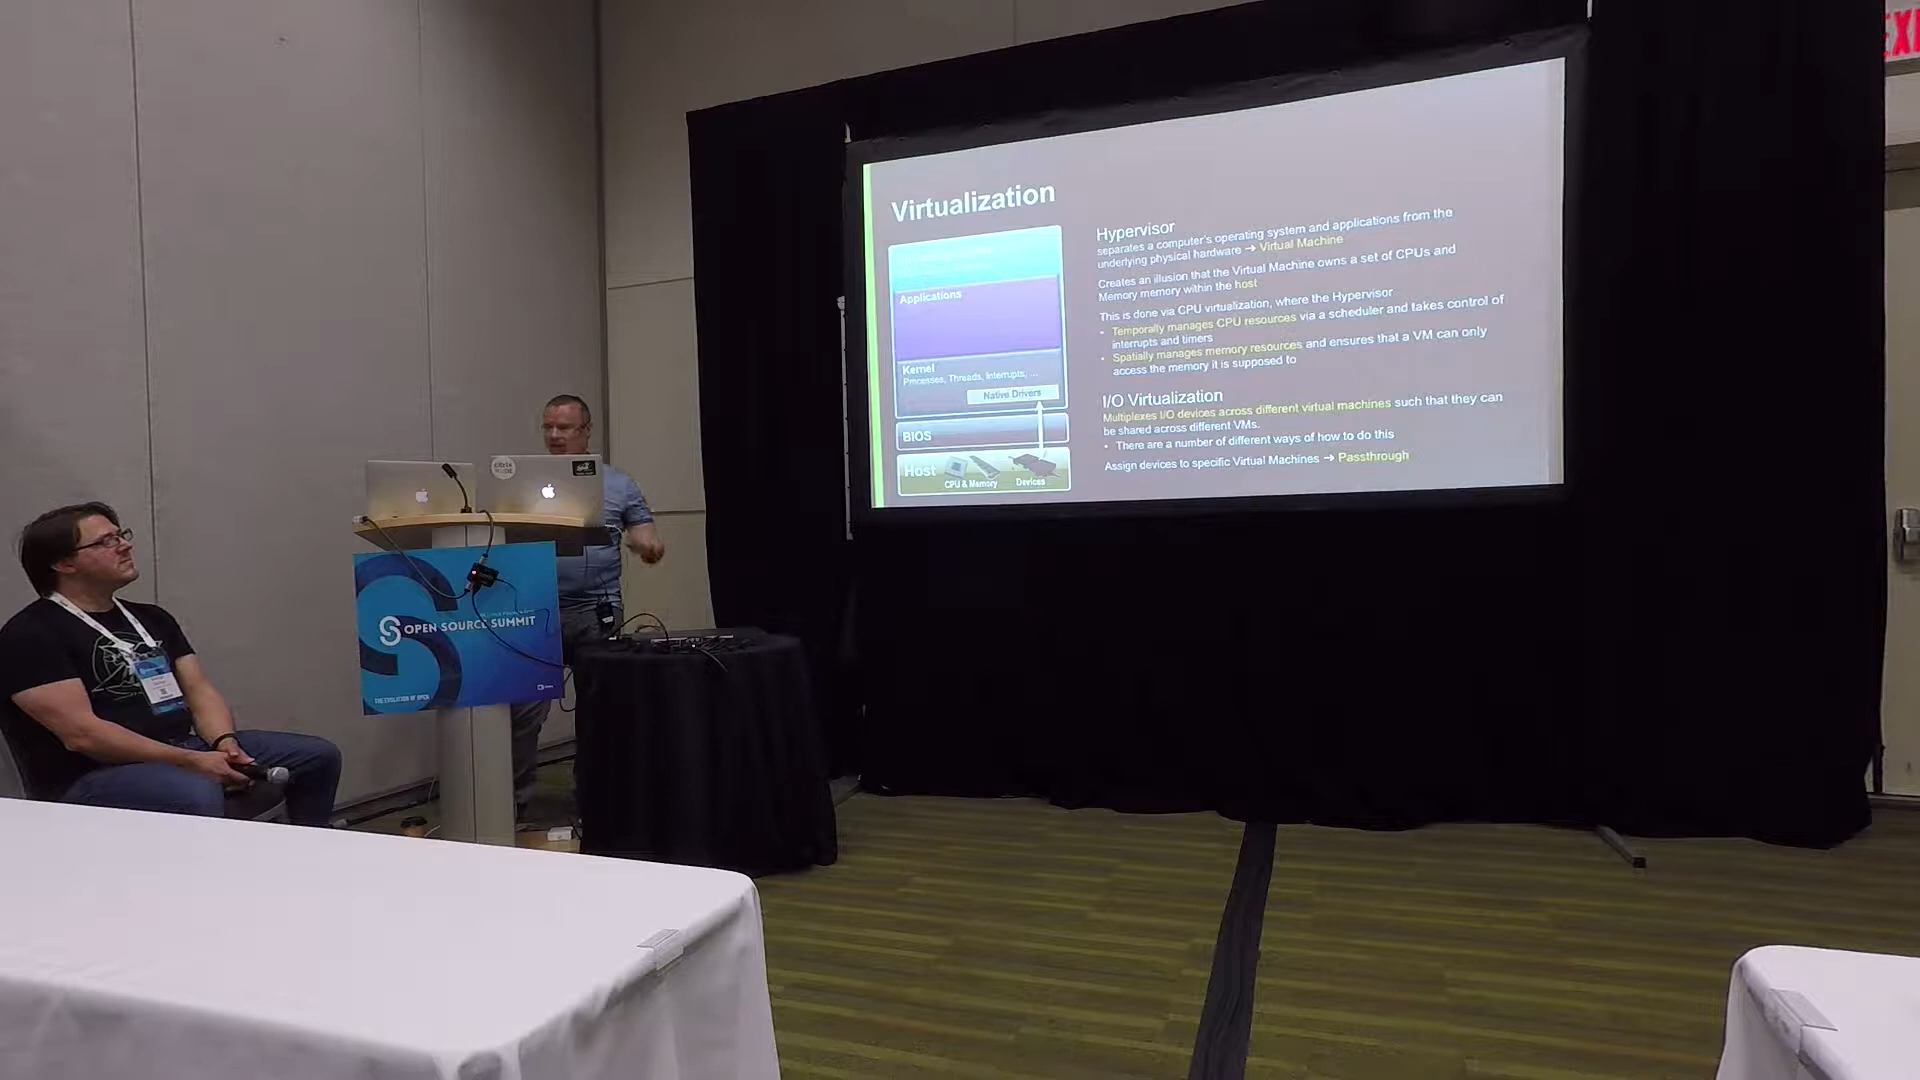 EXI
Virtualization
Applications
Kernel
Processes, Threads, Interrupts, ...
Native Drivers
BIOS
Host
CPU & Memory
Devices
Hypervisor
separates a computer's operating system and applications from the
underlying physical hardware → Virtual Machine
Creates an illusion that the Virtual Machine owns a set of CPUs and
Memory memory within the host
This is done via CPU virtualization, where the Hypervisor
• Temporally manages CPU resources via a scheduler and takes control of
interrupts and timers
• Spatially manages memory resources and ensures that a VM can only
access the memory it is supposed to
I/O Virtualization
Multiplexes I/O devices across different virtual machines such that they can
be shared across different VMs.
• There are a number of different ways of how to do this
Assign devices to specific Virtual Machines → Passthrough
OPEN SOURCE SUMMIT
THE EVOLUTION OF OPEN